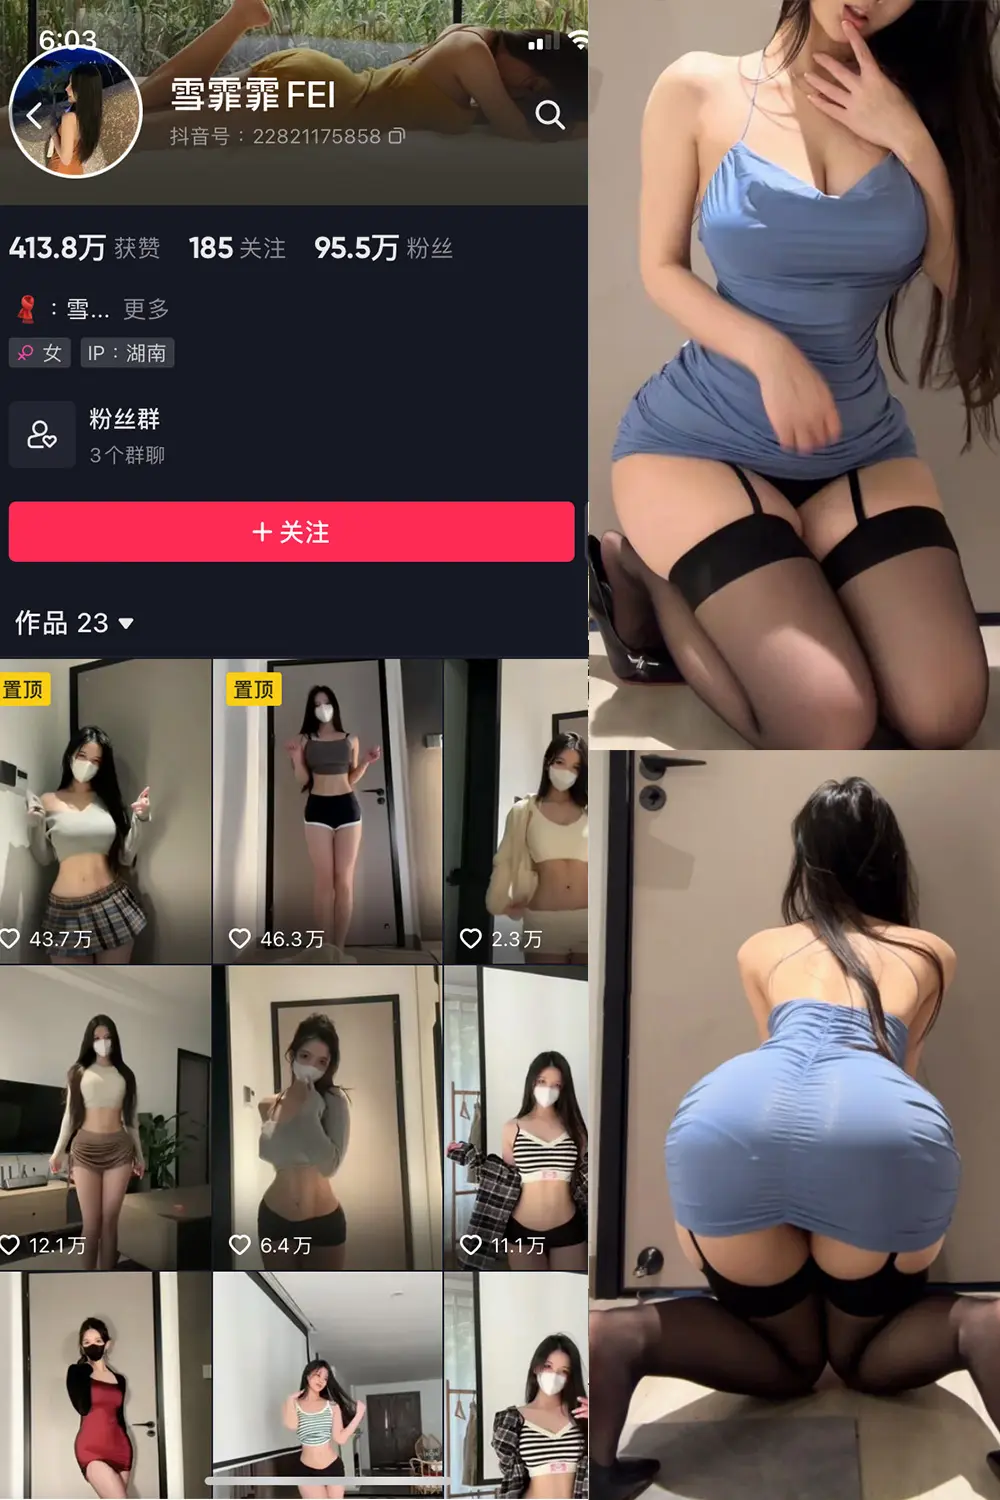 6:03
雪霏霏FEI
抖音号：22821175858
413.8万 获赞 185 关注 95.5万 粉丝
：雪... 更多
女 IP：湖南
粉丝群
3个群聊
+ 关注
作品 23
置顶 置顶
43.7万 46.3万 2.3万
12.1万 6.4万 11.1万